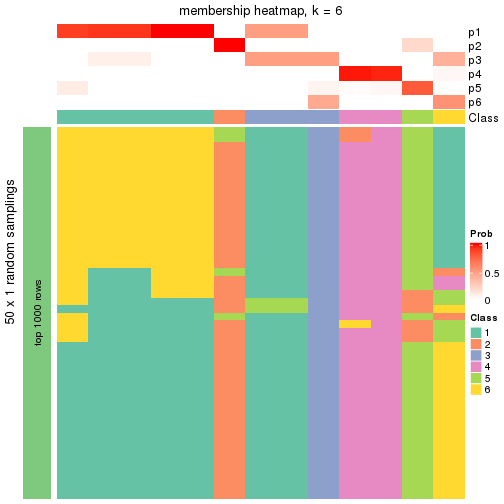 membership heatmap, k = 6
p1
p2
p3
p4
p5
p6
Class
50 x 1 random samplings
top 1000 rows
Prob
1
0.5
0
Class
1
2
3
4
5
6